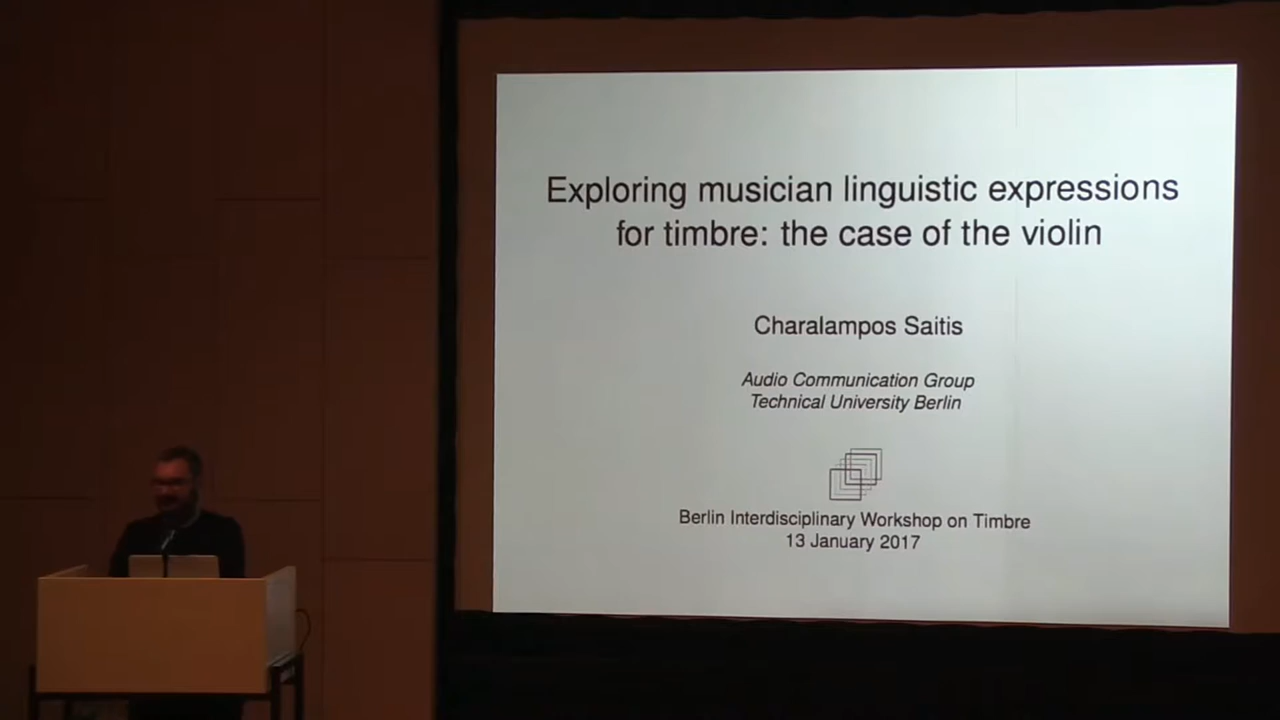 Exploring musician linguistic expressions
for timbre: the case of the violin
Charalampos Saitis
Audio Communication Group
Technical University Berlin
Berlin Interdisciplinary Workshop on Timbre
13 January 2017